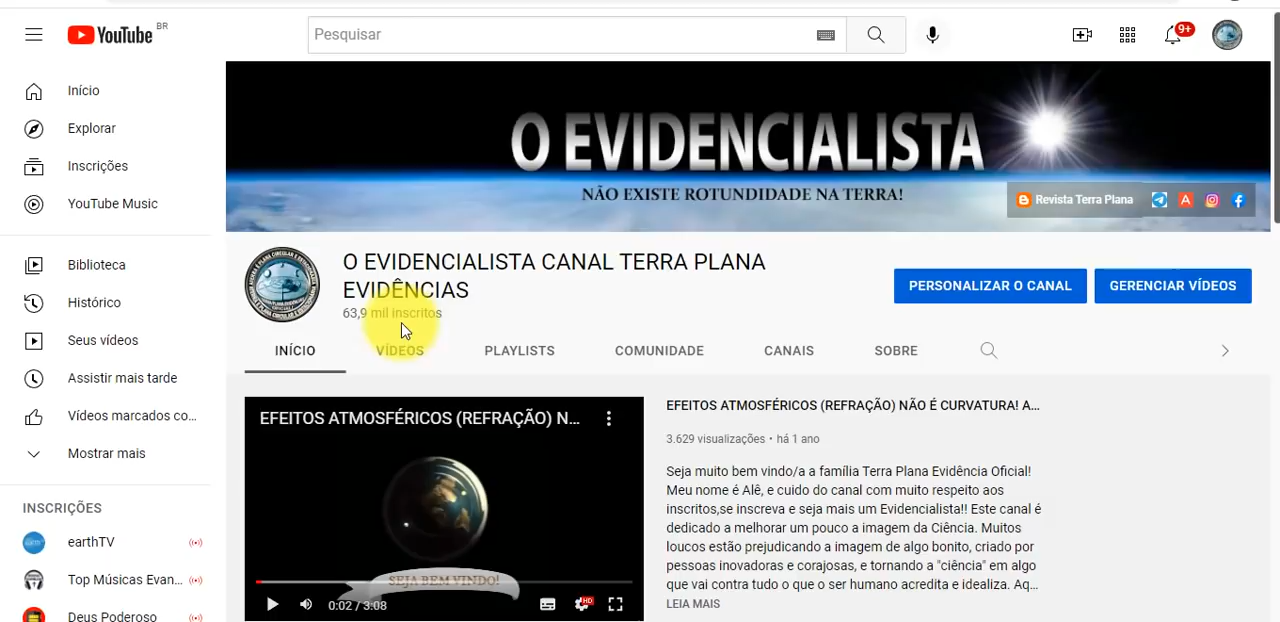 YouTube BR
Pesquisar
9+
Início
Explorar
Inscrições
YouTube Music
Biblioteca
Histórico
Seus vídeos
Assistir mais tarde
Vídeos marcados co...
Mostrar mais
INSCRIÇÕES
earthTV
Top Músicas Evan...
Deus Poderoso
O EVIDENCIALISTA
NÃO EXISTE ROTUNDIDADE NA TERRA!
Revista Terra Plana
O EVIDENCIALISTA CANAL TERRA PLANA
EVIDÊNCIAS
63,9 mil inscritos
PERSONALIZAR O CANAL
GERENCIAR VÍDEOS
INÍCIO VÍDEOS PLAYLISTS COMUNIDADE CANAIS SOBRE
EFEITOS ATMOSFÉRICOS (REFRAÇÃO) N...
SEJA BEM VINDO!
0:02 / 3:08
HD
EFEITOS ATMOSFÉRICOS (REFRAÇÃO) NÃO É CURVATURA! A...
3.629 visualizações • há 1 ano
Seja muito bem vindo/a a família Terra Plana Evidência Oficial!
Meu nome é Alê, e cuido do canal com muito respeito aos
inscritos,se inscreva e seja mais um Evidencialista!! Este canal é
dedicado a melhorar um pouco a imagem da Ciência. Muitos
loucos estão prejudicando a imagem de algo bonito, criado por
pessoas inovadoras e corajosas, e tornando a "ciência" em algo
que vai contra tudo o que o ser humano acredita e idealiza. Aq...
LEIA MAIS